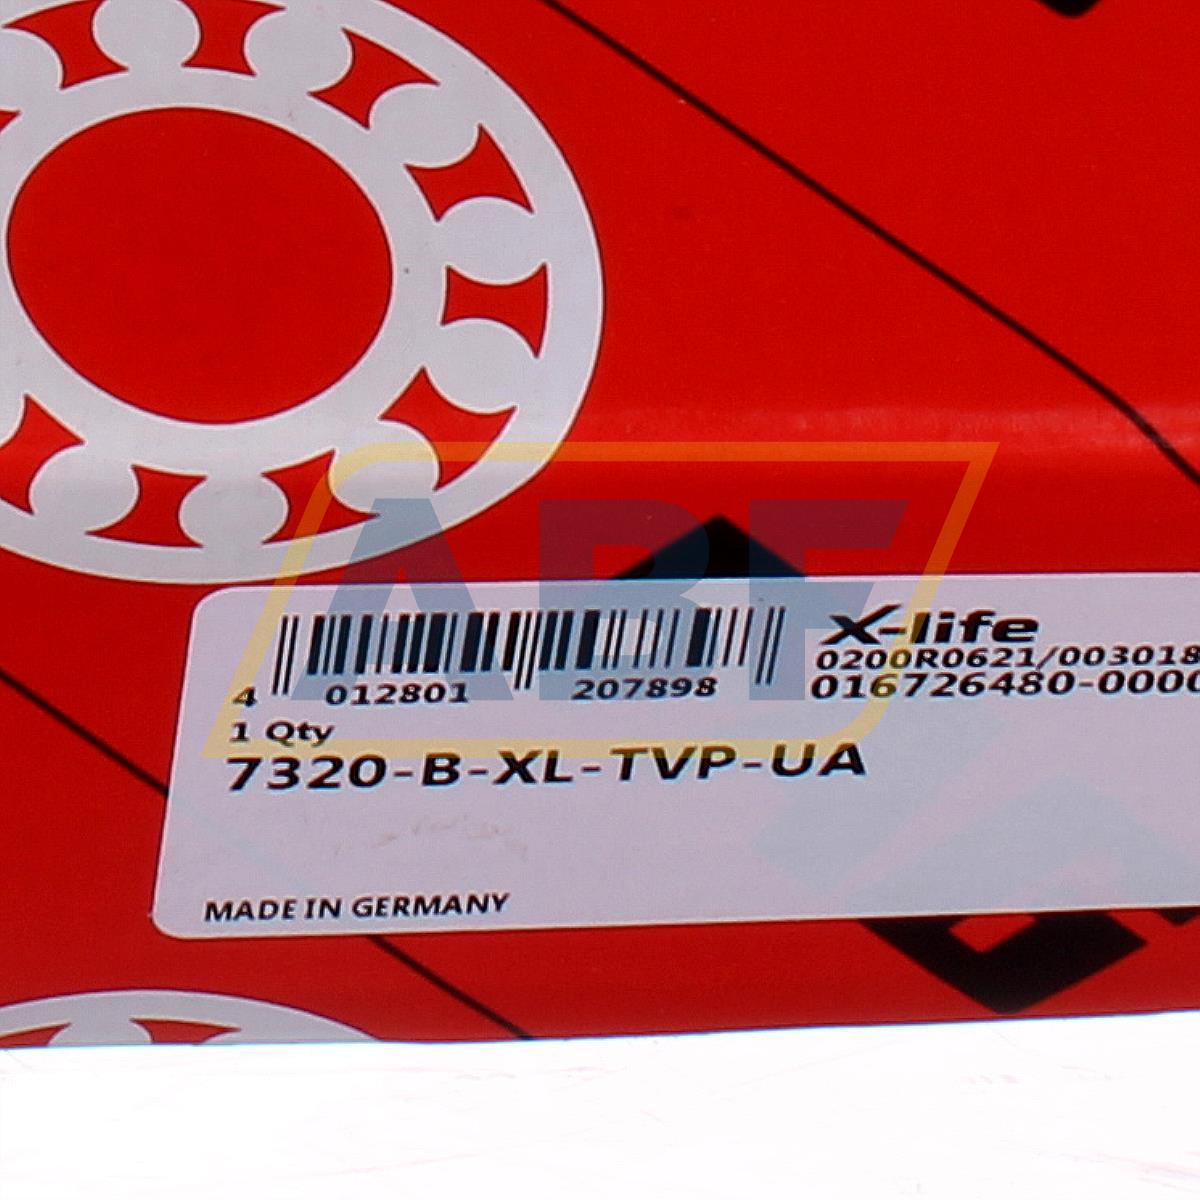 X-life
0200R0621/003018
016726480-0000
4 012801 207898
1 Qty
7320-B-XL-TVP-UA
MADE IN GERMANY